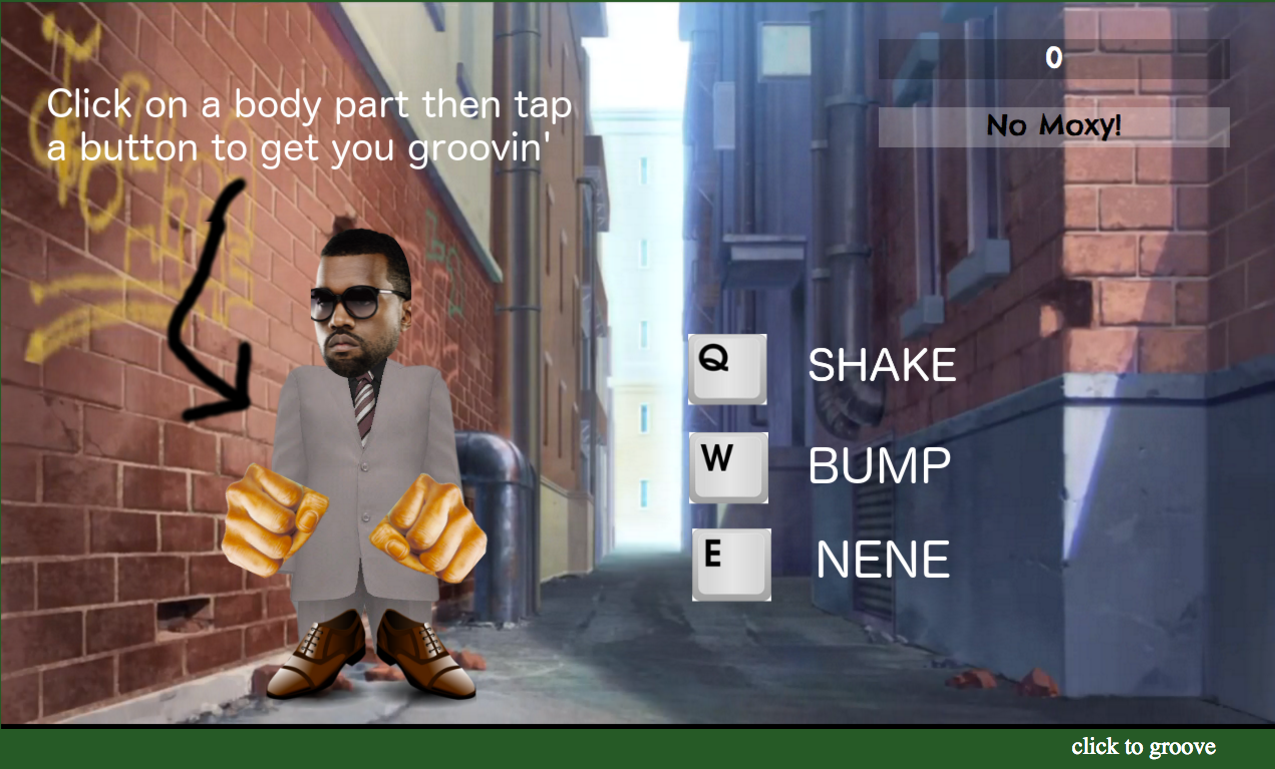 Click on a body part then tap
a button to get you groovin'
0
No Moxy!
Q SHAKE
W BUMP
E NENE
click to groove